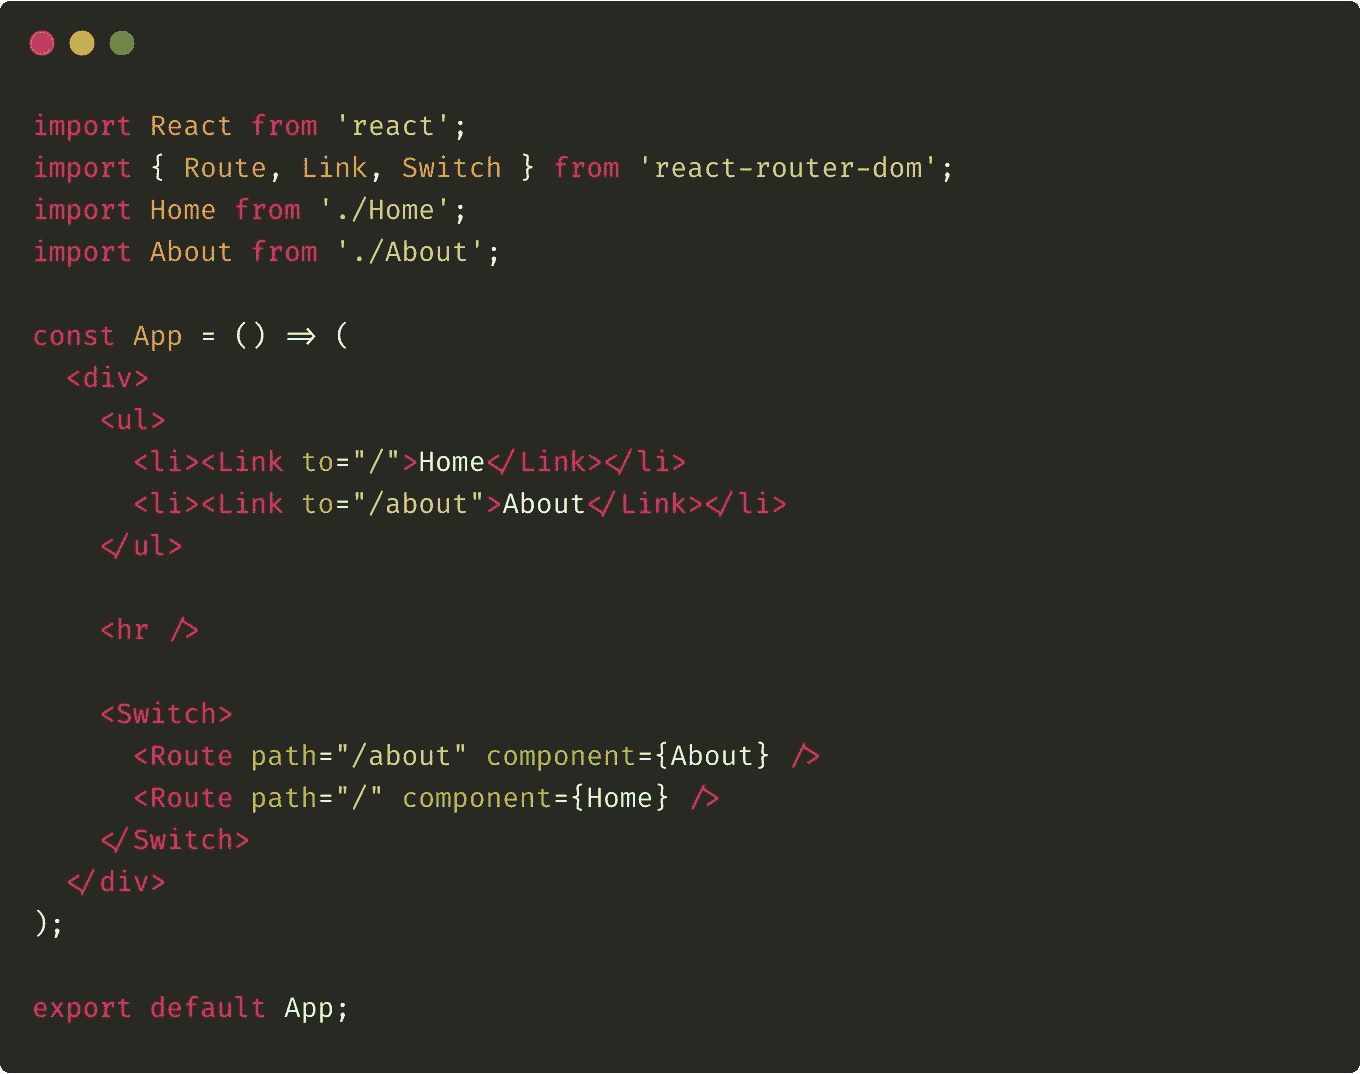 import React from 'react';
import { Route, Link, Switch } from 'react-router-dom';
import Home from './Home';
import About from './About';

const App = () => (
  <div>
    <ul>
      <li><Link to="/">Home</Link></li>
      <li><Link to="/about">About</Link></li>
    </ul>

    <hr />

    <Switch>
      <Route path="/about" component={About} />
      <Route path="/" component={Home} />
    </Switch>
  </div>
);

export default App;